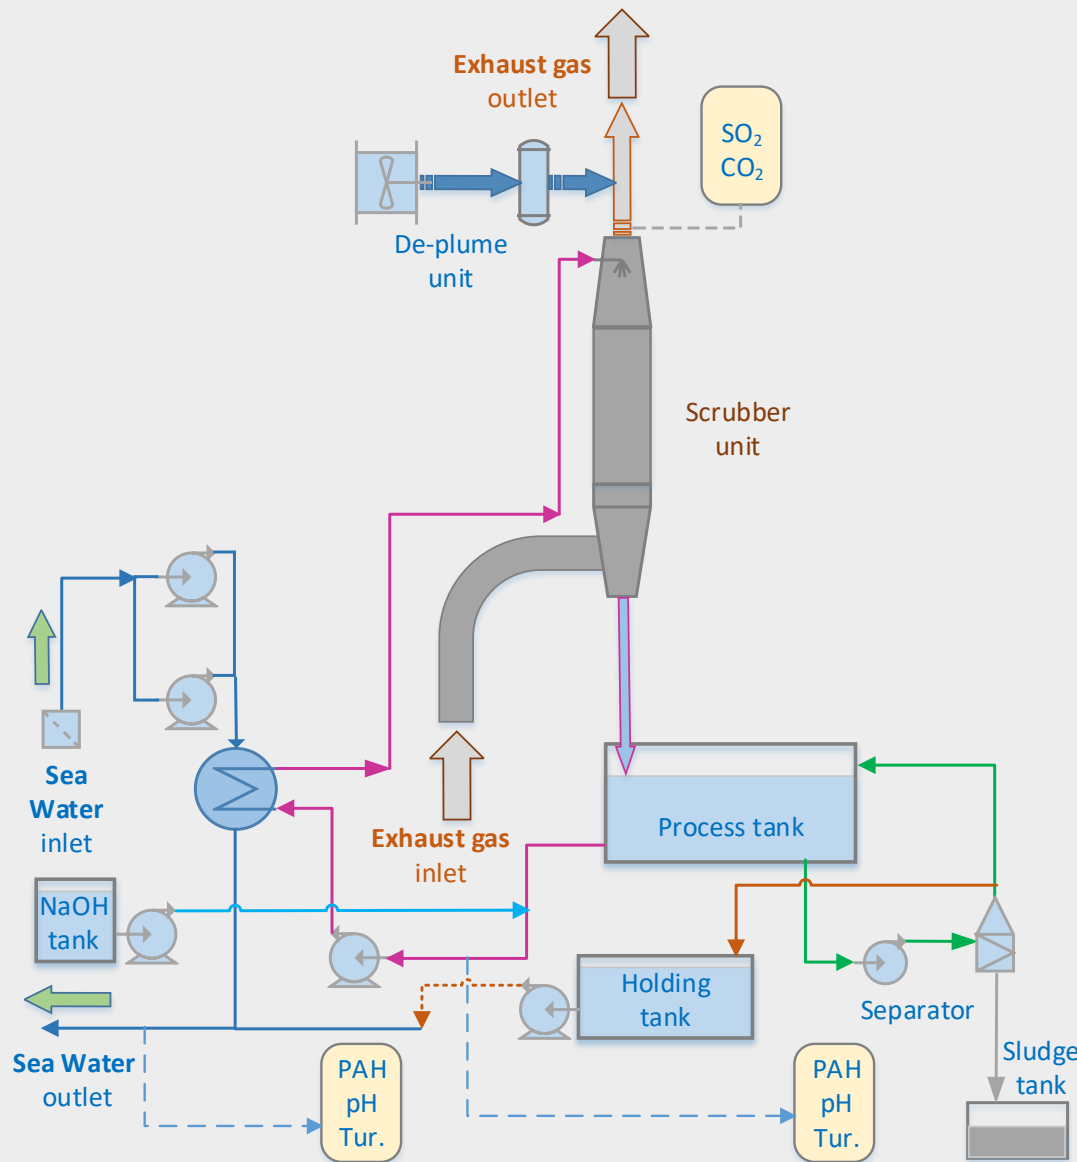 Exhaust gas
outlet
SO₂
CO₂
De-plume
unit
Scrubber
unit
Sea
Water
inlet
Exhaust gas
inlet
Process tank
NaOH
tank
Holding
tank
Separator
Sea Water
outlet
PAH
pH
Tur.
PAH
pH
Tur.
Sludge
tank